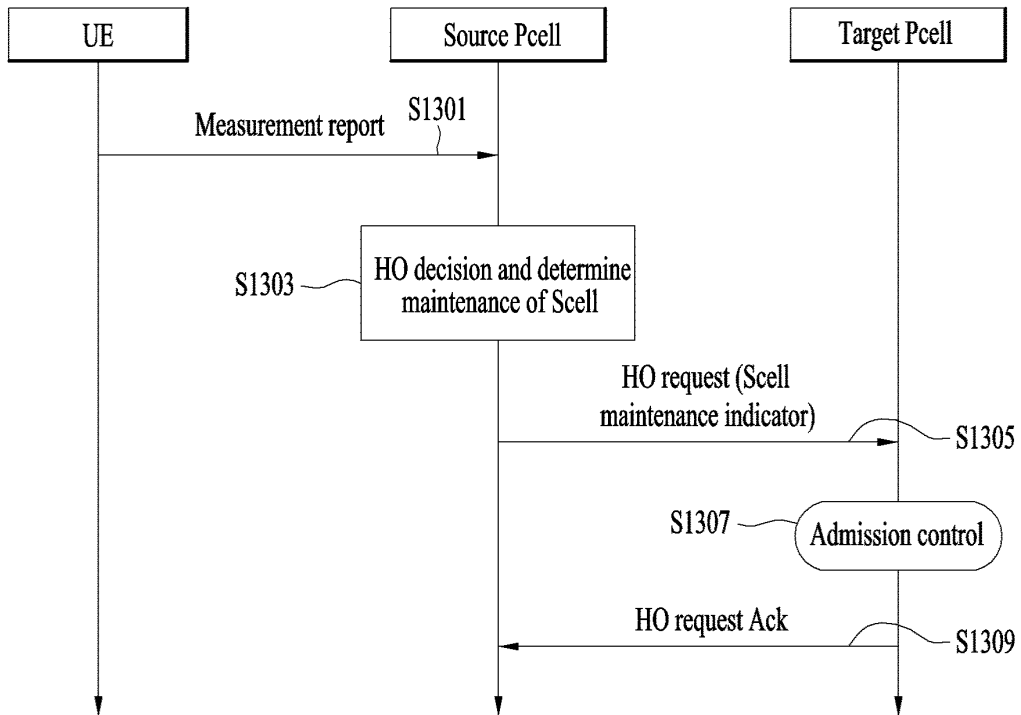 UE
Source Pcell
Target Pcell
S1301
Measurement report
HO decision and determine
maintenance of Scell
S1303
HO request (Scell
maintenance indicator)
S1305
S1307
Admission control
HO request Ack
S1309